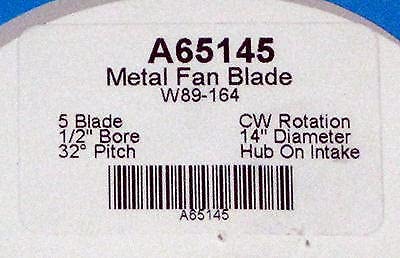 A65145
Metal Fan Blade
W89-164
5 Blade CW Rotation
1/2" Bore 14" Diameter
32° Pitch Hub On Intake
A65145